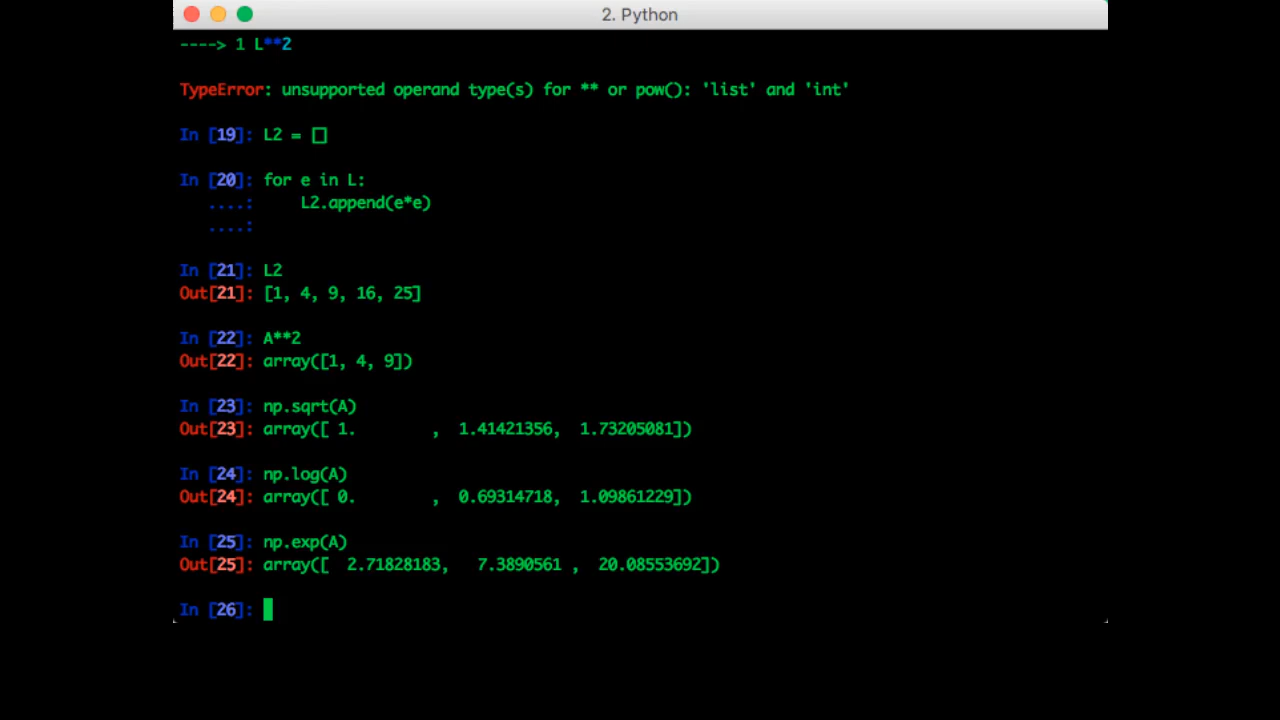 2. Python
----> 1 L**2
TypeError: unsupported operand type(s) for ** or pow(): 'list' and 'int'
In [19]: L2 = []
In [20]: for e in L:
   ....:     L2.append(e*e)
   ....:
In [21]: L2
Out[21]: [1, 4, 9, 16, 25]
In [22]: A**2
Out[22]: array([1, 4, 9])
In [23]: np.sqrt(A)
Out[23]: array([ 1.        ,  1.41421356,  1.73205081])
In [24]: np.log(A)
Out[24]: array([ 0.        ,  0.69314718,  1.09861229])
In [25]: np.exp(A)
Out[25]: array([  2.71828183,   7.3890561 ,  20.08553692])
In [26]: